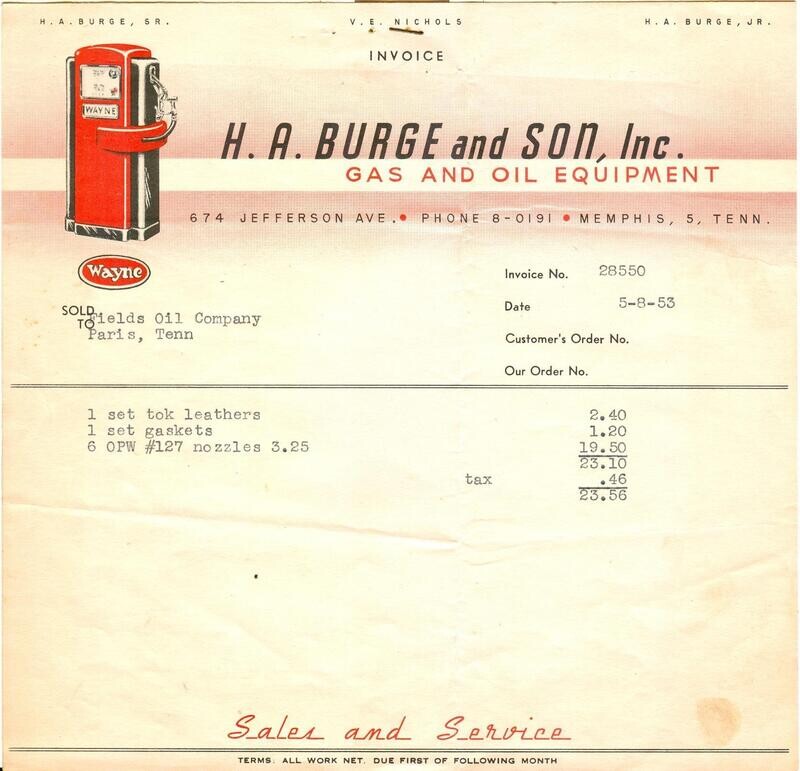 H. A. BURGE, SR. V. E. NICHOLS H. A. BURGE, JR.
INVOICE
WAYNE
H. A. BURGE and SON, Inc.
GAS AND OIL EQUIPMENT
674 JEFFERSON AVE. • PHONE 8-0191 • MEMPHIS, 5, TENN.
Wayne
Invoice No. 28550
Date 5-8-53
SOLD TO
Fields Oil Company
Paris, Tenn
Customer's Order No.
Our Order No.
1 set tok leathers 2.40
1 set gaskets 1.20
6 OPW #127 nozzles 3.25 19.50
23.10
tax .46
23.56
Sales and Service
TERMS: ALL WORK NET. DUE FIRST OF FOLLOWING MONTH